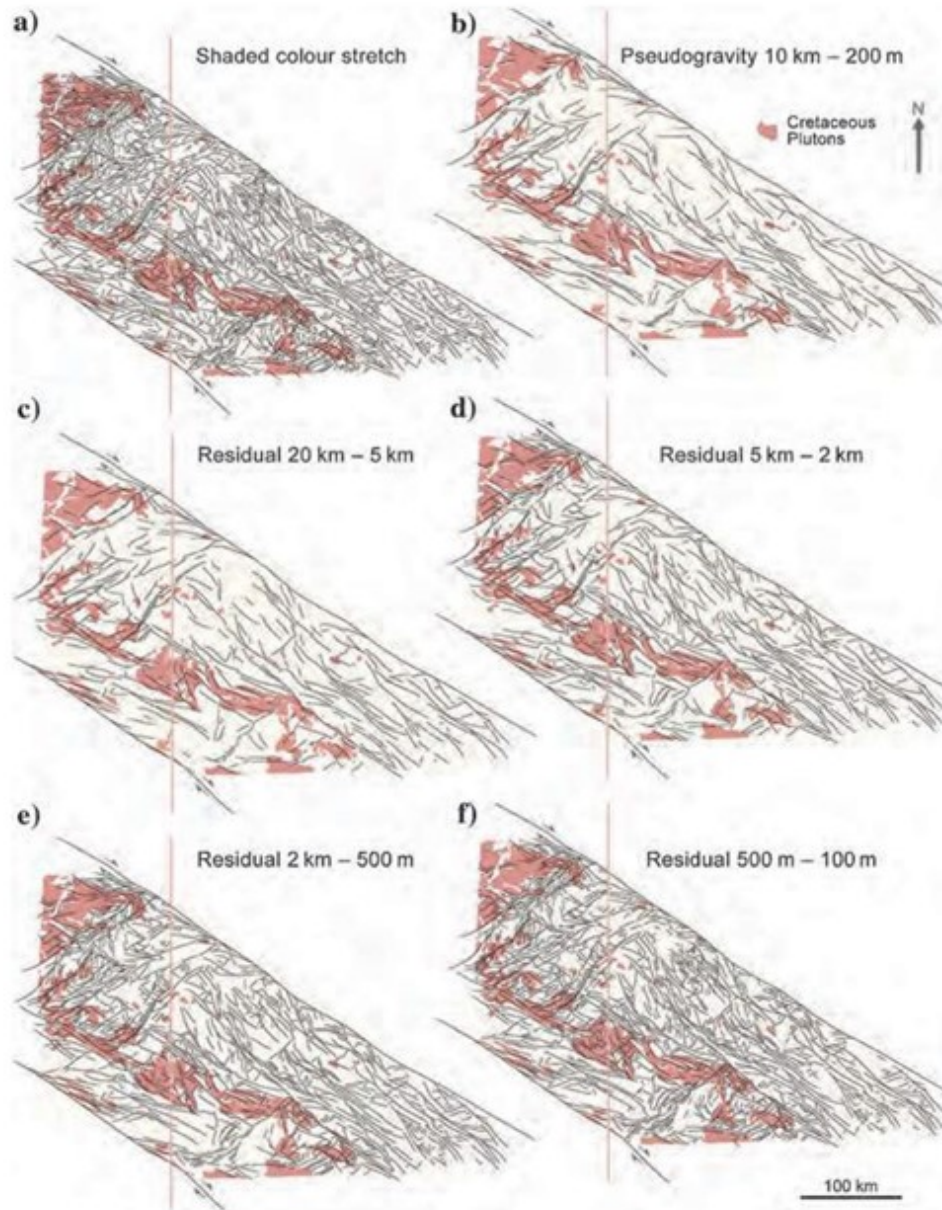 a)
Shaded colour stretch
b)
Pseudogravity 10 km – 200 m
N
Cretaceous
Plutons
c)
Residual 20 km – 5 km
d)
Residual 5 km – 2 km
e)
Residual 2 km – 500 m
f)
Residual 500 m – 100 m
100 km